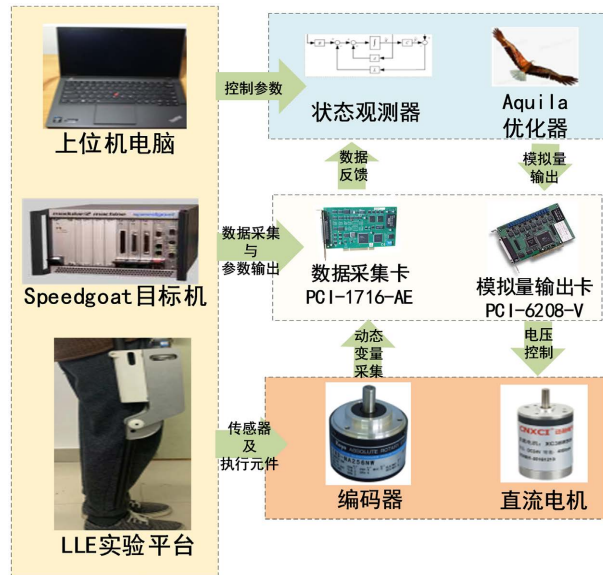 控制参数
状态观测器
Aquila
优化器
上位机电脑
数据
反馈
模拟量
输出
speedgoat
数据采集
与
参数输出
Speedgoat目标机
数据采集卡
PCI-1716-AE
模拟量输出卡
PCI-6208-V
动态
变量
采集
电压
控制
传感器
及
执行元件
CNXCI
编码器
直流电机
LLE实验平台